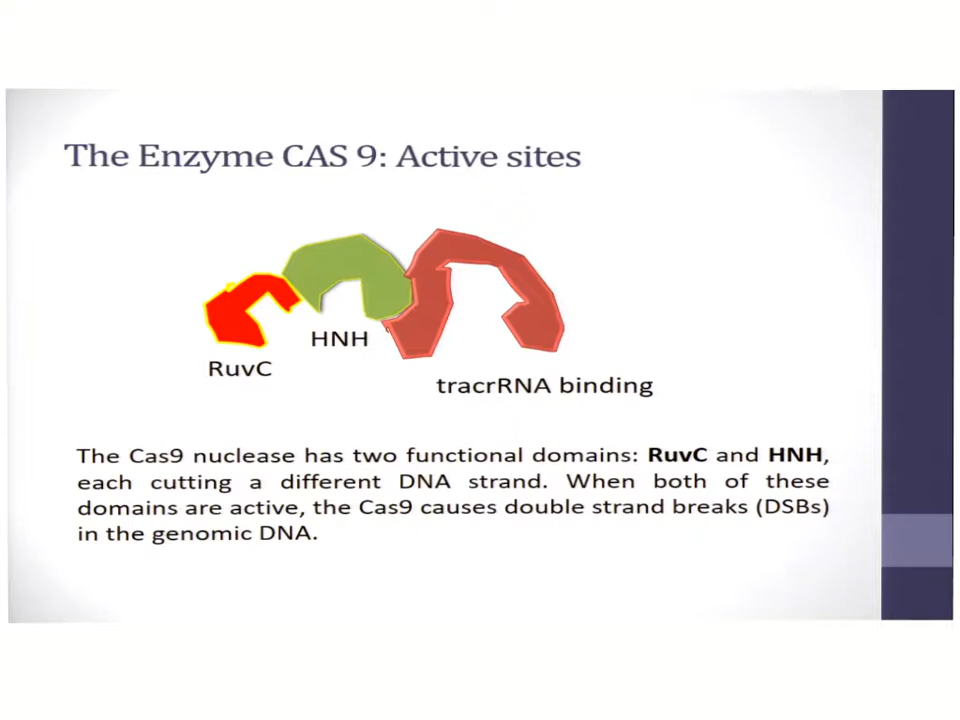 The Enzyme CAS 9: Active sites
HNH
RuvC
tracrRNA binding
The Cas9 nuclease has two functional domains: RuvC and HNH,
each cutting a different DNA strand. When both of these
domains are active, the Cas9 causes double strand breaks (DSBs)
in the genomic DNA.